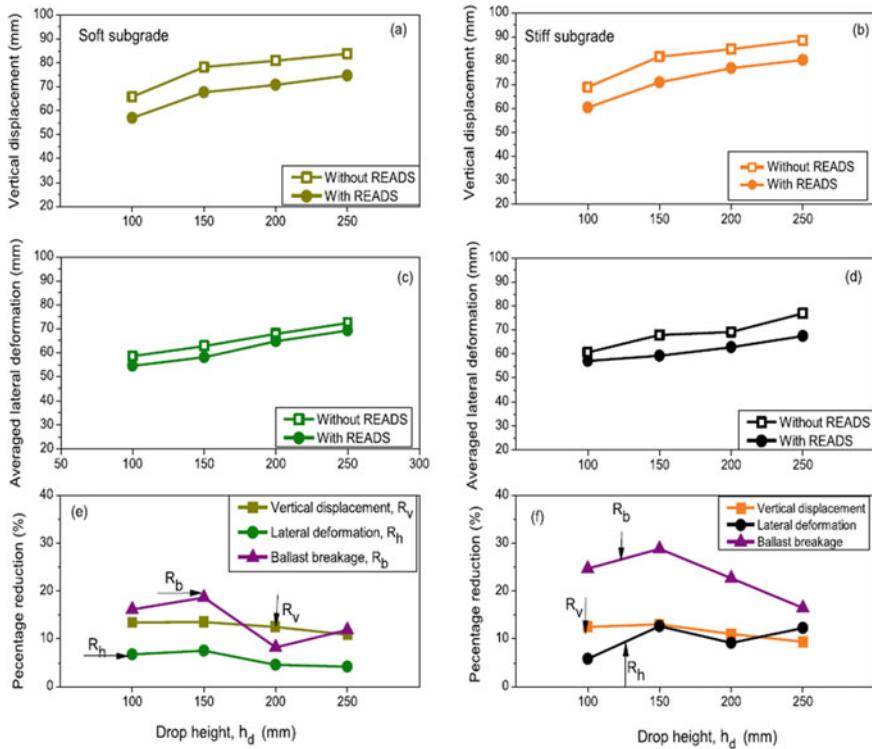 Vertical displacement (mm)
100
90
80
70
60
50
40
30
20
Soft subgrade
(a)
Without READS
With READS
100 150 200 250
Vertical displacement (mm)
100
90
80
70
60
50
40
30
20
Stiff subgrade
(b)
Without READS
With READS
100 150 200 250
Averaged lateral deformation (mm)
100
90
80
70
60
50
40
30
20
(c)
Without READS
With READS
50 100 150 200 250 300
Averaged lateral deformation (mm)
100
90
80
70
60
50
40
30
20
(d)
Without READS
With READS
100 150 200 250
Pecentage reduction (%)
40
30
20
10
0
(e)
Vertical displacement, Rv
Lateral deformation, Rh
Ballast breakage, Rb
Rb
Rv
Rh
100 150 200 250
Drop height, hd (mm)
Pecentage reduction (%)
40
30
20
10
0
(f)
Vertical displacement
Lateral deformation
Ballast breakage
Rb
Rv
Rh
100 150 200 250
Drop height, hd (mm)